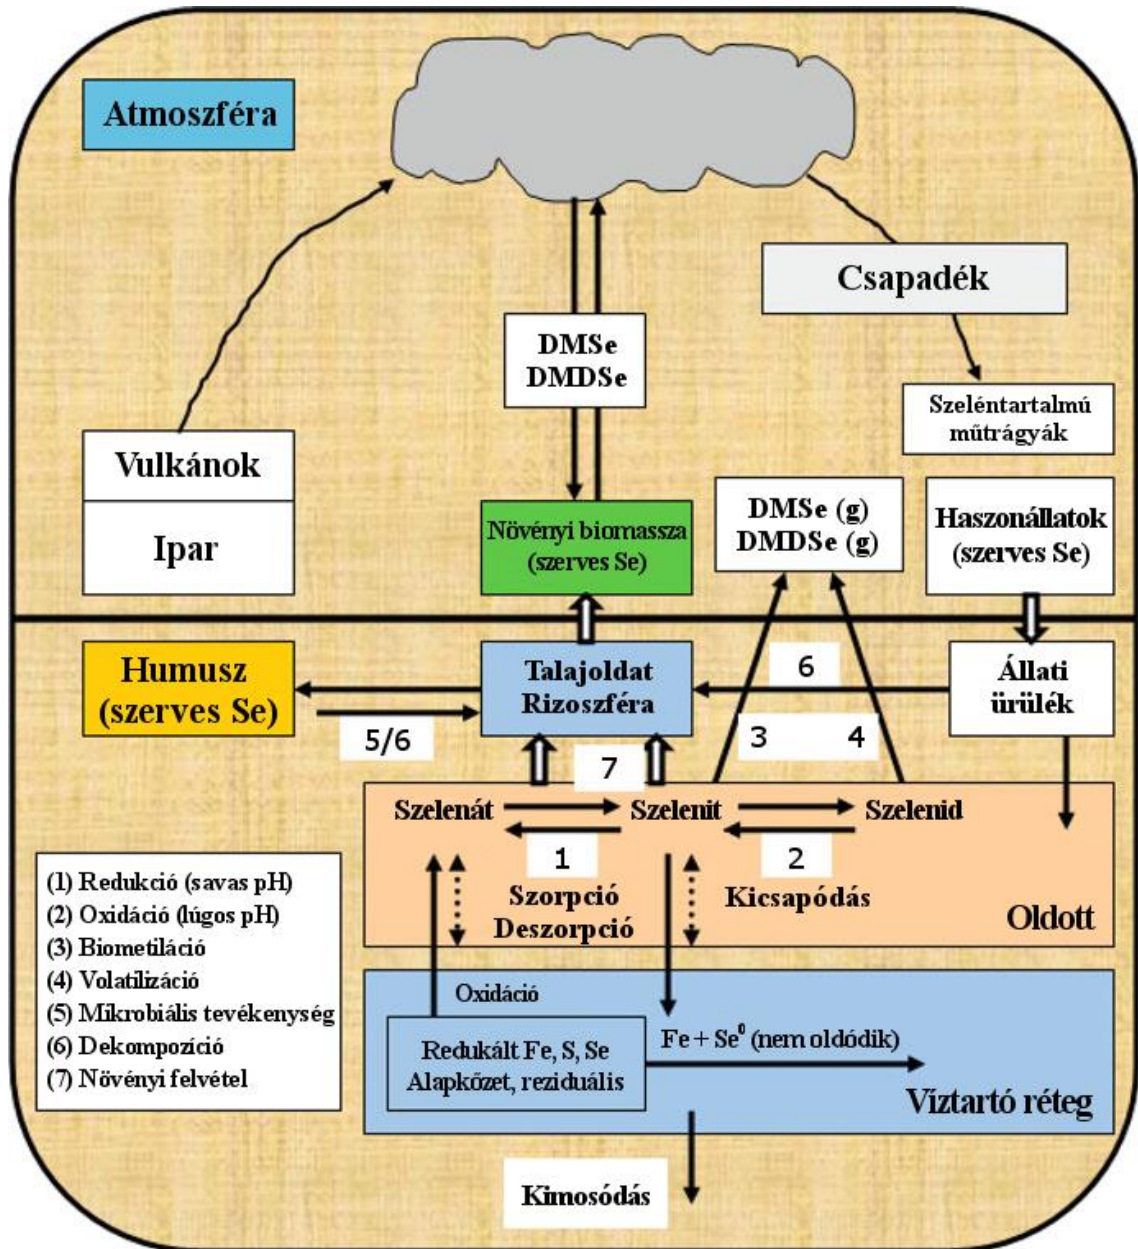 Atmoszféra
Csapadék
DMSe
DMDSe
Szeléntartalmú
műtrágyák
Vulkánok
Ipar
Növényi biomassza
(szerves Se)
DMSe (g)
DMDSe (g)
Haszonállatok
(szerves Se)
Humusz
(szerves Se)
Talajoldat
Rizoszféra
6
Állati
ürülék
5/6
3
4
7
Szelenát
Szelenit
Szelenid
1
2
Szorpció
Deszorpció
Kicsapódás
Oldott
(1) Redukció (savas pH)
(2) Oxidáció (lúgos pH)
(3) Biometiláció
(4) Volatilizáció
(5) Mikrobiális tevékenység
(6) Dekompozíció
(7) Növényi felvétel
Oxidáció
Redukált Fe, S, Se
Alapkőzet, reziduális
Fe + Se⁰ (nem oldódik)
Víztartó réteg
Kimosódás